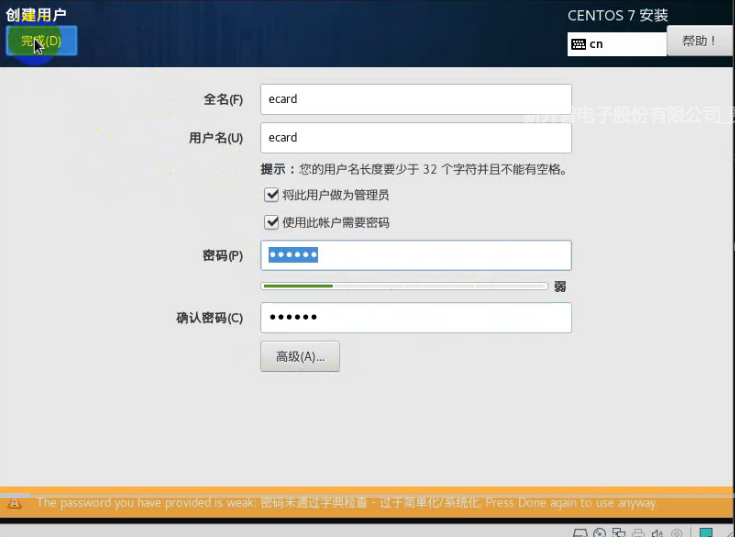 创建用户
CENTOS 7 安装
完成(D)
cn
帮助！
全名(F)
ecard
用户名(U)
ecard
提示：您的用户名长度要少于 32 个字符并且不能有空格。
将此用户做为管理员
使用此帐户需要密码
密码(P)
••••••
弱
确认密码(C)
••••••
高级(A)...
The password you have provided is weak: 密码未通过字典检查 - 过于简单化/系统化. Press Done again to use anyway.
电子股份有限公司